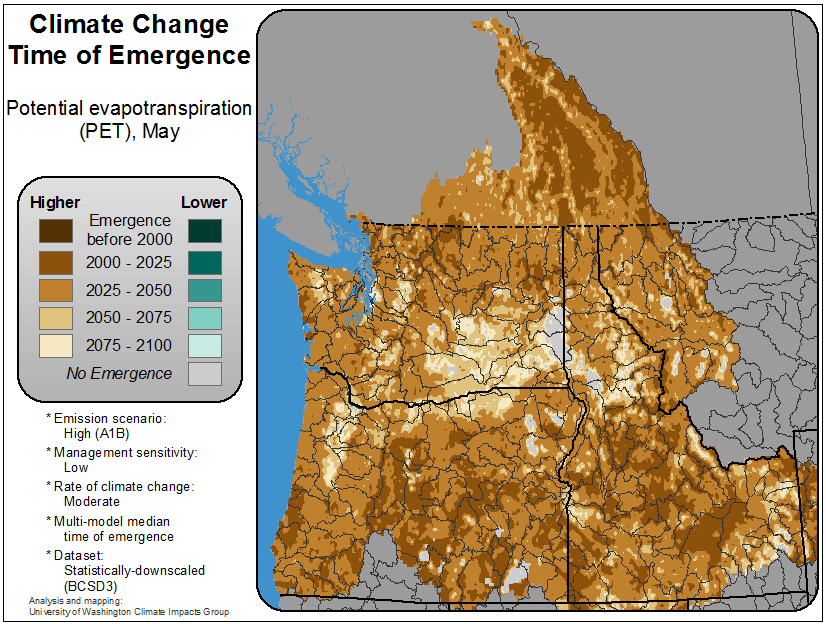 Climate Change
Time of Emergence
Potential evapotranspiration
(PET), May
Higher
Lower
Emergence
before 2000
2000 - 2025
2025 - 2050
2050 - 2075
2075 - 2100
No Emergence
* Emission scenario:
High (A1B)
* Management sensitivity:
Low
* Rate of climate change:
Moderate
* Multi-model median
time of emergence
* Dataset:
Statistically-downscaled
(BCSD3)
Analysis and mapping:
University of Washington Climate Impacts Group